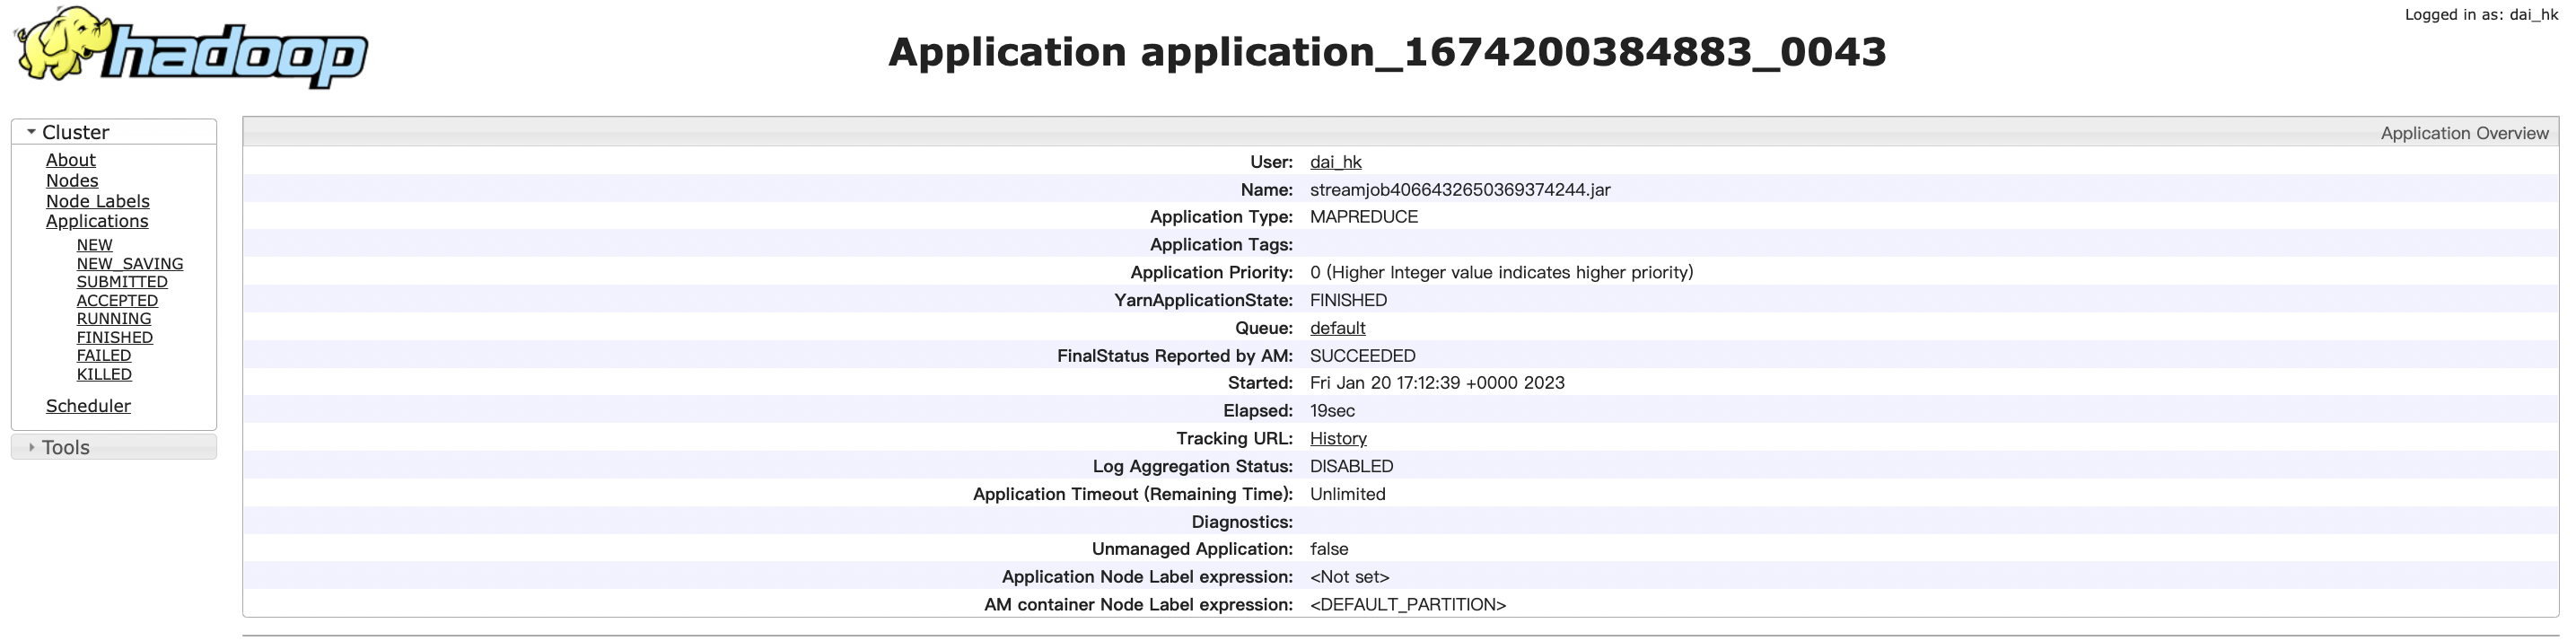 hadoop
Logged in as: dai_hk
Application application_1674200384883_0043
Cluster
About
Nodes
Node Labels
Applications
NEW
NEW_SAVING
SUBMITTED
ACCEPTED
RUNNING
FINISHED
FAILED
KILLED
Scheduler
Tools
Application Overview
User: dai_hk
Name: streamjob4066432650369374244.jar
Application Type: MAPREDUCE
Application Tags:
Application Priority: 0 (Higher Integer value indicates higher priority)
YarnApplicationState: FINISHED
Queue: default
FinalStatus Reported by AM: SUCCEEDED
Started: Fri Jan 20 17:12:39 +0000 2023
Elapsed: 19sec
Tracking URL: History
Log Aggregation Status: DISABLED
Application Timeout (Remaining Time): Unlimited
Diagnostics:
Unmanaged Application: false
Application Node Label expression: <Not set>
AM container Node Label expression: <DEFAULT_PARTITION>